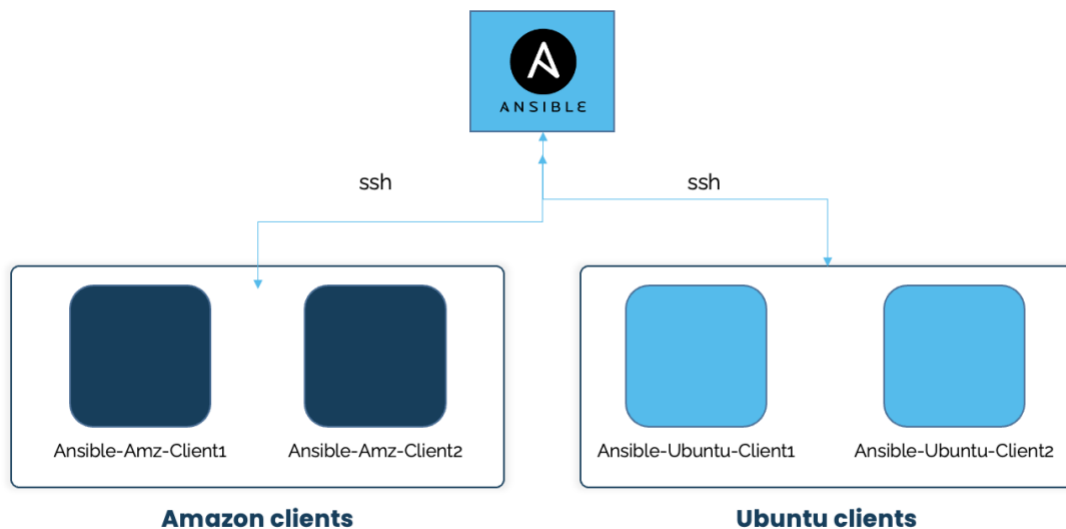 ANSIBLE
ssh
ssh
Ansible-Amz-Client1
Ansible-Amz-Client2
Ansible-Ubuntu-Client1
Ansible-Ubuntu-Client2
Amazon clients
Ubuntu clients